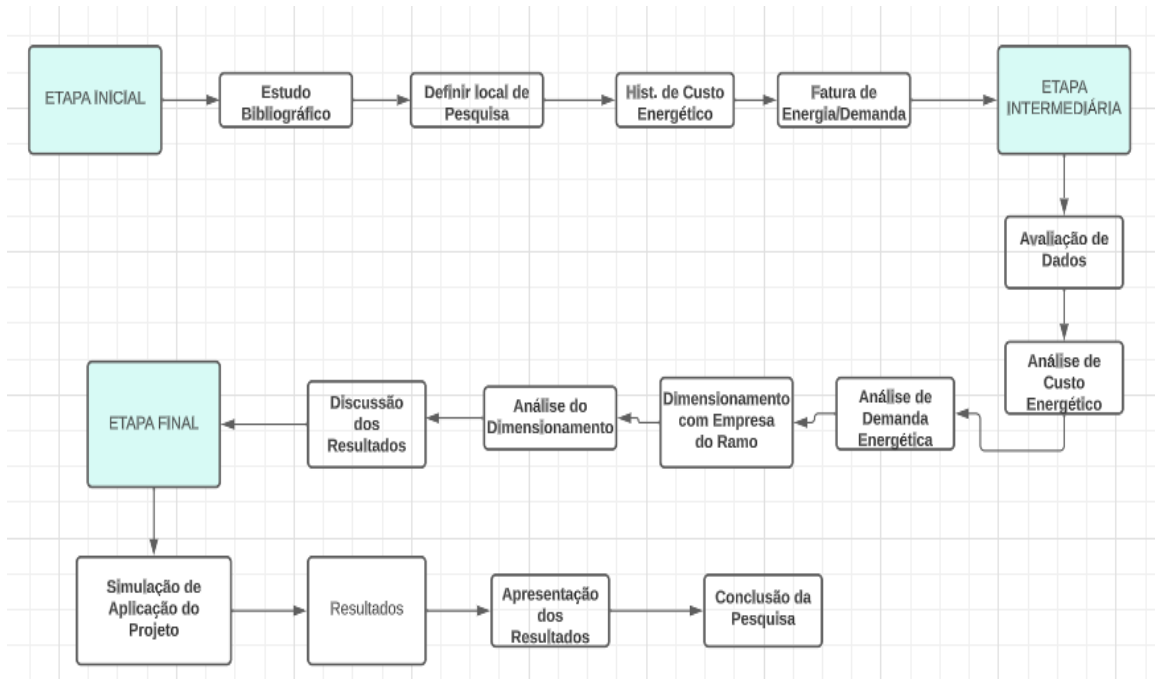 ETAPA INICIAL
Estudo
Bibliográfico
Definir local de
Pesquisa
Hist. de Custo
Energético
Fatura de
Energia/Demanda
ETAPA
INTERMEDIÁRIA
Avaliação de
Dados
Análise de
Custo
Energético
Análise de
Demanda
Energética
Dimensionamento
com Empresa
do Ramo
Análise do
Dimensionamento
Discussão
dos
Resultados
ETAPA FINAL
Simulação de
Aplicação do
Projeto
Resultados
Apresentação
dos
Resultados
Conclusão da
Pesquisa